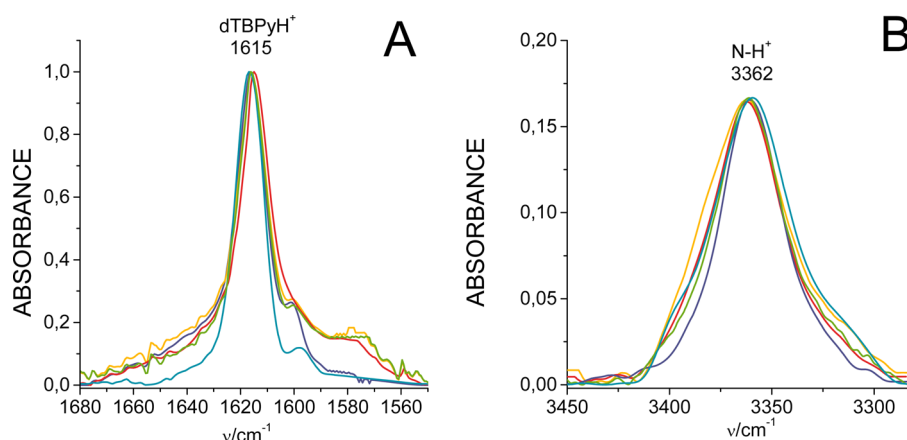 dTBPyH⁺
1615
A
ABSORBANCE
1,0
0,8
0,6
0,4
0,2
0,0
1680 1660 1640 1620 1600 1580 1560
ν/cm⁻¹
N-H⁺
3362
B
ABSORBANCE
0,20
0,15
0,10
0,05
0,00
3450 3400 3350 3300
ν/cm⁻¹